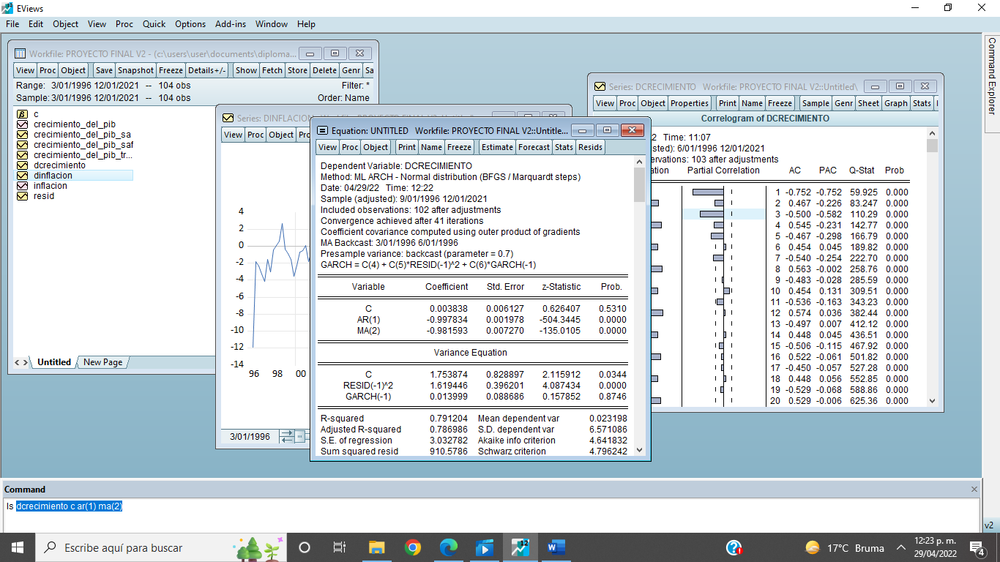 EViews
File Edit Object View Proc Quick Options Add-ins Window Help
Workfile: PROYECTO FINAL V2 - (c:\users\user\documents\diploma...
View Proc Object Save Snapshot Freeze Details+/- Show Fetch Store Delete Genr Sa
Range: 3/01/1996 12/01/2021 -- 104 obs Filter: *
Sample: 3/01/1996 12/01/2021 -- 104 obs Order: Name
c
crecimiento_del_pib
crecimiento_del_pib_sa
crecimiento_del_pib_saf
crecimiento_del_pib_tr...
dcrecimiento
dinflacion
inflacion
resid
< > Untitled New Page
Series: DINFLACION
View Proc Object
4
2
0
-2
-4
-6
-8
-10
-12
-14
96 98 00
3/01/1996
Equation: UNTITLED Workfile: PROYECTO FINAL V2::Untitle...
View Proc Object Print Name Freeze Estimate Forecast Stats Resids
Dependent Variable: DCRECIMIENTO
Method: ML ARCH - Normal distribution (BFGS / Marquardt steps)
Date: 04/29/22 Time: 12:22
Sample (adjusted): 9/01/1996 12/01/2021
Included observations: 102 after adjustments
Convergence achieved after 41 iterations
Coefficient covariance computed using outer product of gradients
MA Backcast: 3/01/1996 6/01/1996
Presample variance: backcast (parameter = 0.7)
GARCH = C(4) + C(5)*RESID(-1)^2 + C(6)*GARCH(-1)
Variable Coefficient Std. Error z-Statistic Prob.
C 0.003838 0.006127 0.626407 0.5310
AR(1) -0.997834 0.001978 -504.3445 0.0000
MA(2) -0.981593 0.007270 -135.0105 0.0000
Variance Equation
C 1.753874 0.828897 2.115912 0.0344
RESID(-1)^2 1.619446 0.396201 4.087434 0.0000
GARCH(-1) 0.013999 0.088686 0.157852 0.8746
R-squared 0.791204 Mean dependent var 0.023198
Adjusted R-squared 0.786986 S.D. dependent var 6.571086
S.E. of regression 3.032782 Akaike info criterion 4.641832
Sum squared resid 910.5786 Schwarz criterion 4.796242
Series: DCRECIMIENTO Workfile: PROYECTO FINAL V2::Untitled\
View Proc Object Properties Print Name Freeze Sample Genr Sheet Graph Stats I
Correlogram of DCRECIMIENTO
2 Time: 11:07
sted): 6/01/1996 12/01/2021
ervations: 103 after adjustments
ation Partial Correlation AC PAC Q-Stat Prob
1 -0.752 -0.752 59.925 0.000
2 0.467 -0.226 83.247 0.000
3 -0.500 -0.582 110.29 0.000
4 0.545 -0.231 142.77 0.000
5 -0.467 -0.298 166.79 0.000
6 0.454 0.045 189.82 0.000
7 -0.540 -0.254 222.70 0.000
8 0.563 -0.002 258.76 0.000
9 -0.483 -0.028 285.59 0.000
10 0.454 0.131 309.51 0.000
11 -0.536 -0.163 343.23 0.000
12 0.574 0.036 382.44 0.000
13 -0.497 0.007 412.12 0.000
14 0.448 0.045 436.51 0.000
15 -0.506 -0.115 467.92 0.000
16 0.522 -0.061 501.82 0.000
17 -0.450 -0.057 527.28 0.000
18 0.448 0.056 552.85 0.000
19 -0.529 -0.068 588.86 0.000
20 0.529 -0.006 625.36 0.000
Command Explorer
Command
ls dcrecimiento c ar(1) ma(2)
v2
Escribe aquí para buscar
12
17°C Bruma
12:23 p. m.
29/04/2022
4